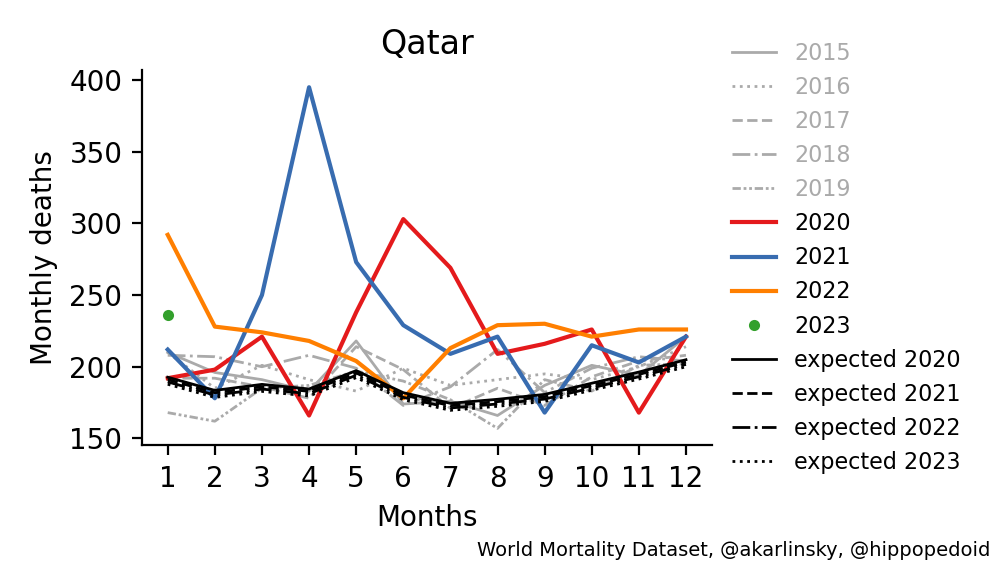 Qatar
Monthly deaths
400
350
300
250
200
150
1 2 3 4 5 6 7 8 9 10 11 12
Months
2015
2016
2017
2018
2019
2020
2021
2022
2023
expected 2020
expected 2021
expected 2022
expected 2023
World Mortality Dataset, @akarlinsky, @hippopedoid